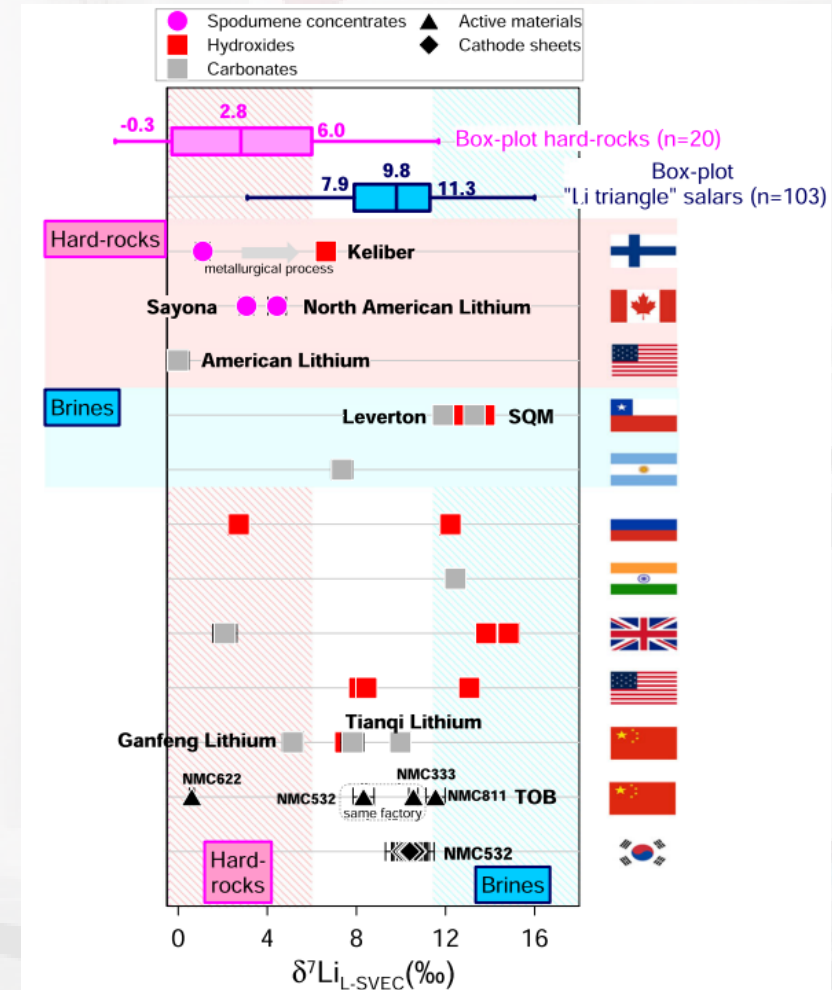 Spodumene concentrates
Hydroxides
Carbonates
Active materials
Cathode sheets
-0.3
2.8
6.0
Box-plot hard-rocks (n=20)
7.9
9.8
11.3
Box-plot
"Li triangle" salars (n=103)
Hard-rocks
metallurgical process
Keliber
Sayona
North American Lithium
American Lithium
Brines
Leverton
SQM
Tianqi Lithium
Ganfeng Lithium
NMC622
NMC532
NMC333
NMC811
TOB
same factory
NMC532
Hard-
rocks
Brines
0 4 8 12 16
δ⁷Li L-SVEC (‰)